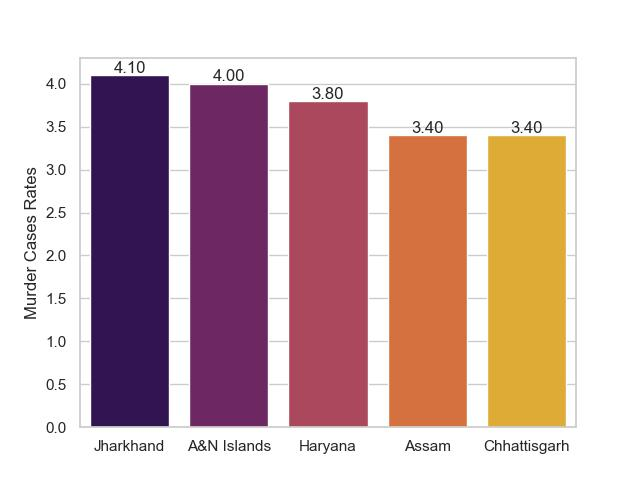 4.10
4.00
3.80
3.40
3.40
4.0
3.5
3.0
2.5
2.0
1.5
1.0
0.5
0.0
Murder Cases Rates
Jharkhand
A&N Islands
Haryana
Assam
Chhattisgarh